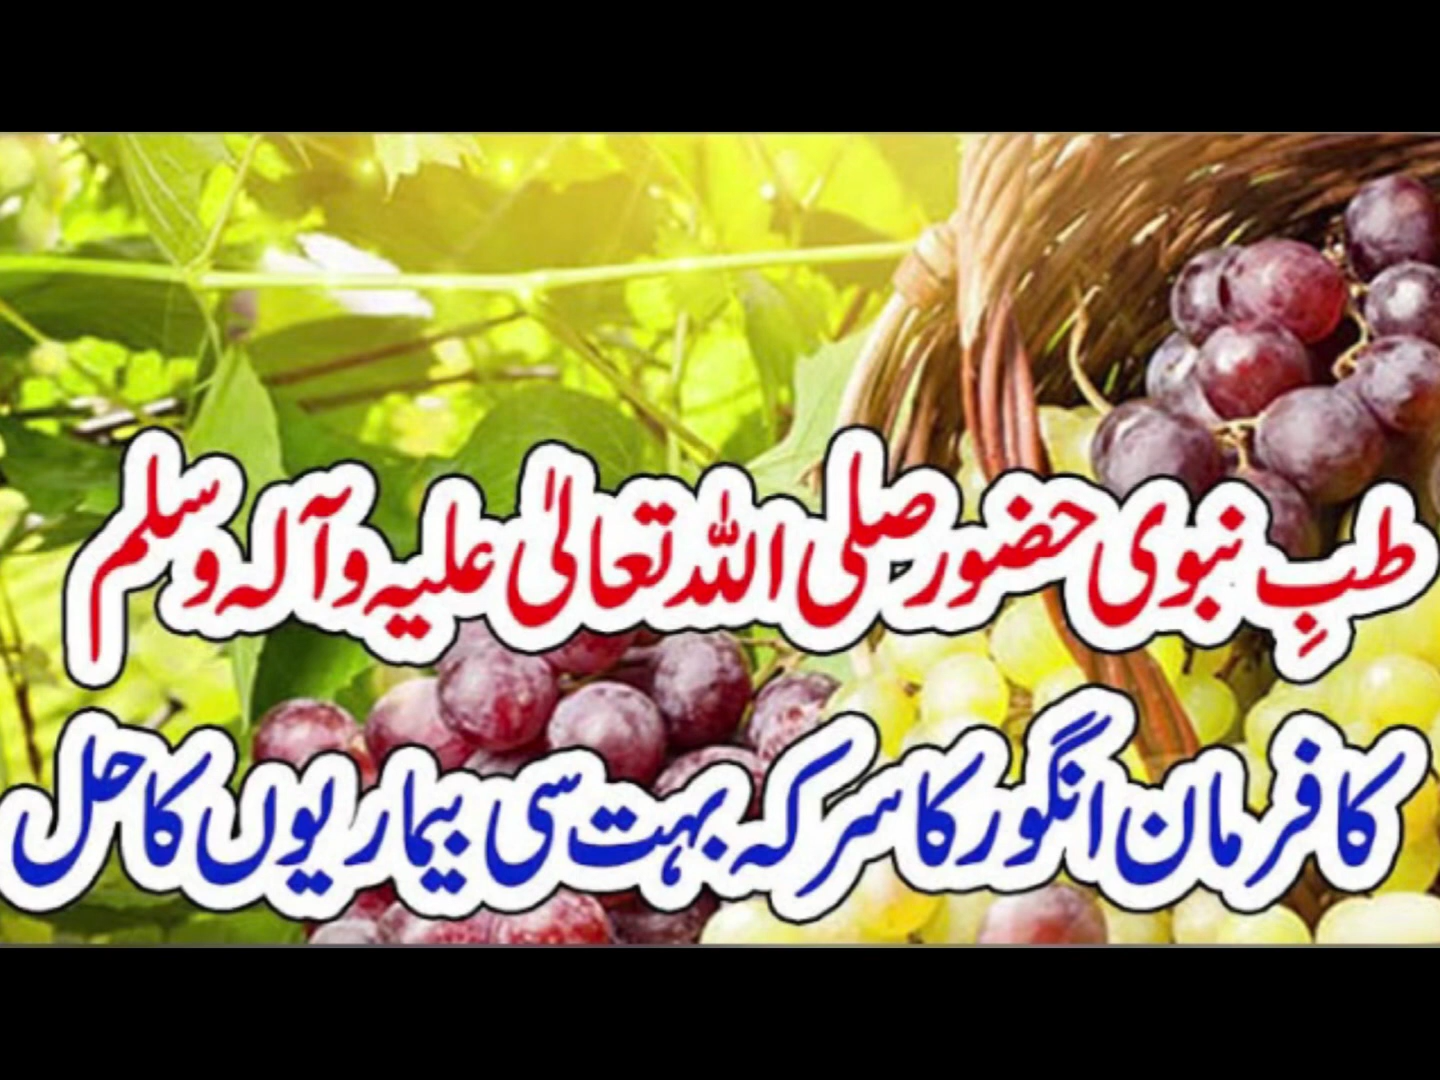 طبِ نبوی حضور صلی اللہ تعالیٰ علیہ وآلہ وسلم
کا فرمان انگور کا سرکہ بہت سی بیماریوں کا حل